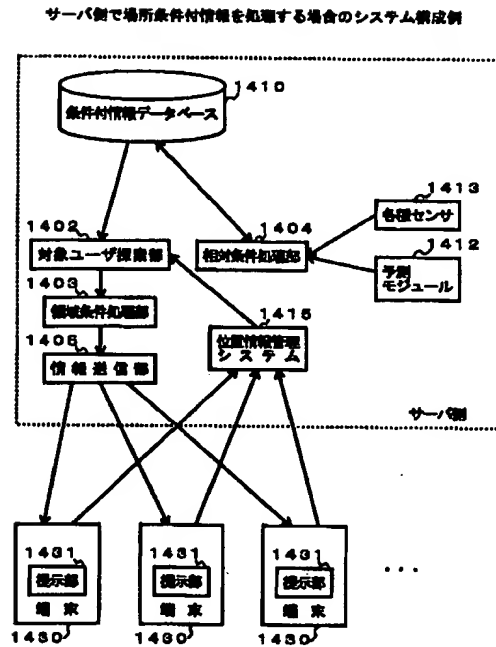 サーバ側で場所条件付情報を処理する場合のシステム構成例
1410
条件付情報データベース
1413
各種センサ
1402
1404
1412
対象ユーザ探索部
相対条件処理部
予測
モジュール
1403
領域条件処理部
1415
1405
位置情報管理
システム
情報送信部
サーバ側
1431
1431
1431
提示部
提示部
提示部
...
端末
端末
端末
1430
1430
1430